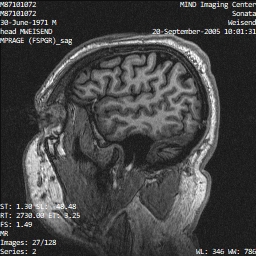 M87101072
M87101072
30-June-1971 M
head MWEISEND
MPRAGE (FSPGR)_sag
MIND Imaging Center
Sonata
Weisend
20-September-2005 10:01:31
ST: 1.30 SL: -48.48
RT: 2730.00 ET: 3.25
FS: 1.49
MR
Images: 27/128
Series: 2
WL: 346 WW: 786